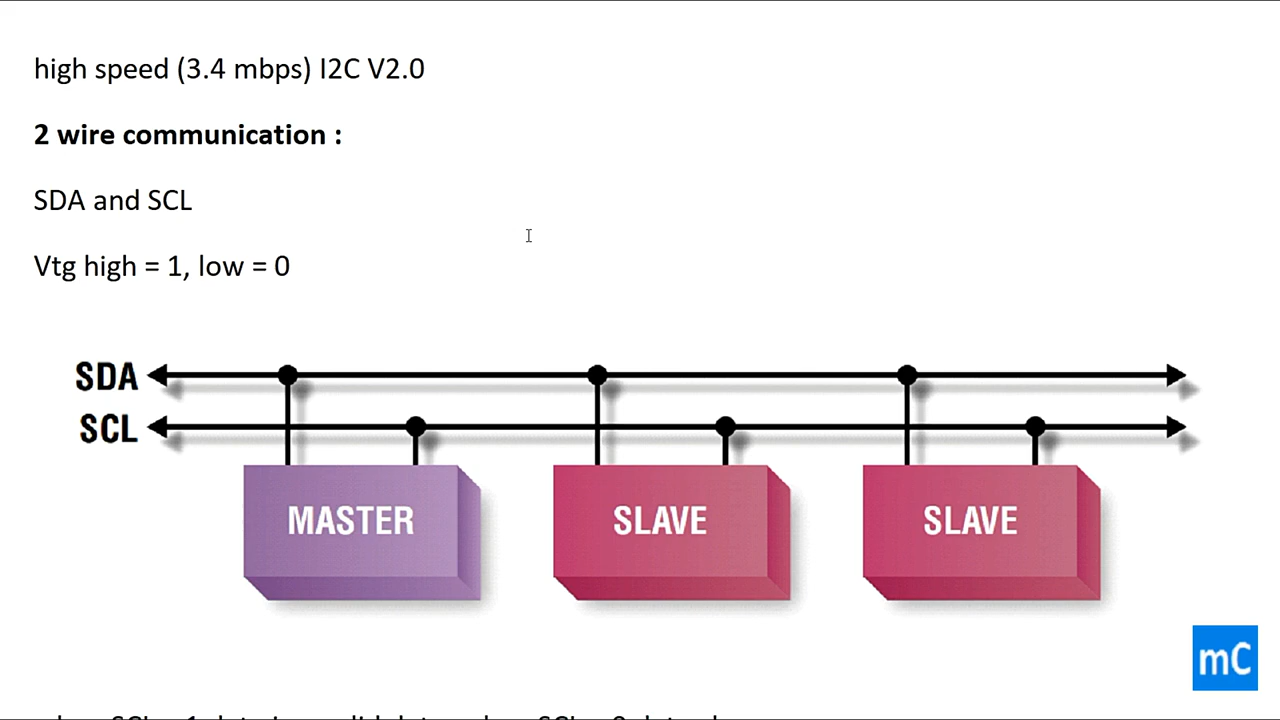 high speed (3.4 mbps) I2C V2.0
2 wire communication :
SDA and SCL
Vtg high = 1, low = 0
SDA
SCL
MASTER SLAVE SLAVE
mC